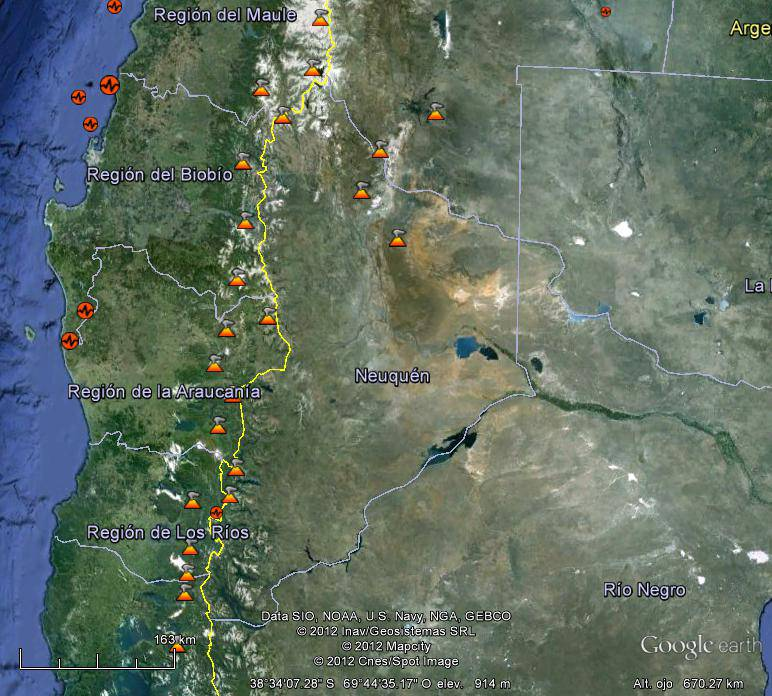 Región del Maule
Arge
Región del Biobío
La
Neuquén
Región de la Araucanía
Región de Los Ríos
Río Negro
163 km
Data SIO, NOAA, U.S. Navy, NGA, GEBCO
© 2012 Inav/Geosistemas SRL
© 2012 Mapcity
© 2012 Cnes/Spot Image
Google earth
38°34'07.28" S 69°44'35.17" O elev. 914 m Alt. ojo 670.27 km